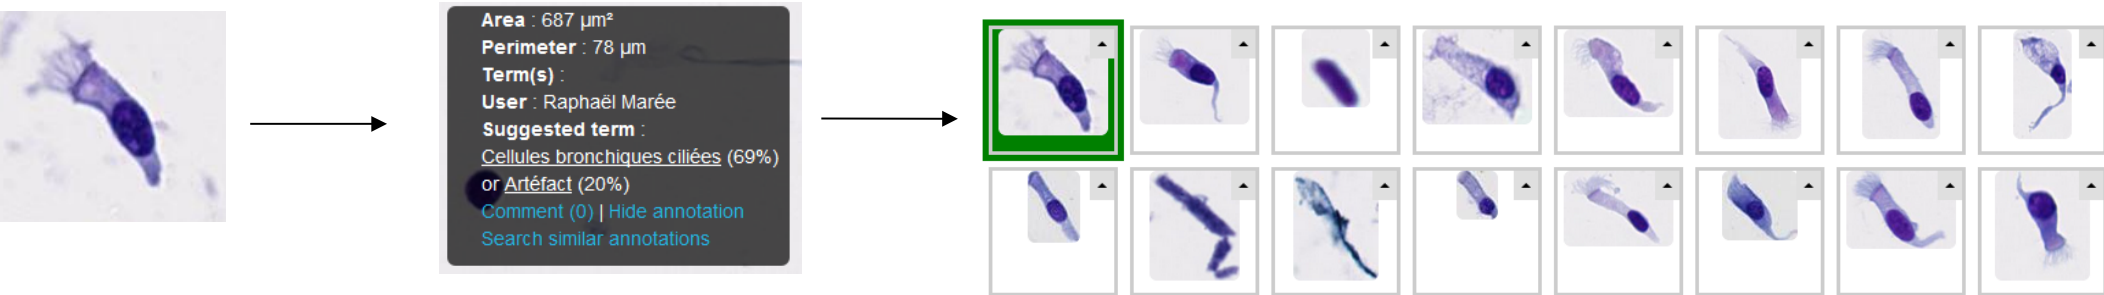 Area : 687 µm²
Perimeter : 78 µm
Term(s) :
User : Raphaël Marée
Suggested term :
Cellules bronchiques ciliées (69%)
or Artéfact (20%)
Comment (0) | Hide annotation
Search similar annotations